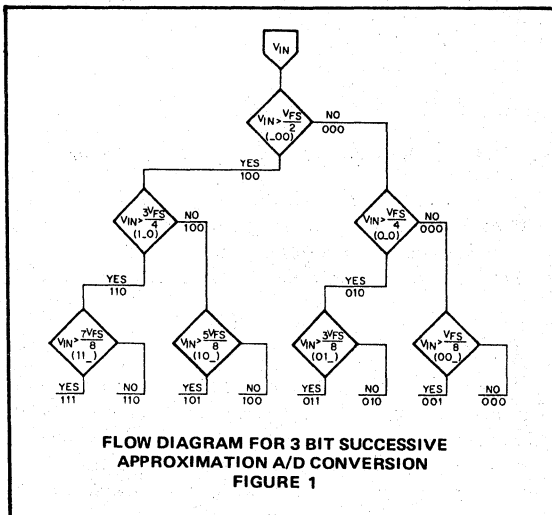 VIN
VIN > VFS/2
(_00)
NO
000
YES
100
VIN > 3VFS/4
(1_0)
NO
100
VIN > VFS/4
(0_0)
NO
000
YES
110
YES
010
VIN > 7VFS/8
(11_)
VIN > 5VFS/8
(10_)
VIN > 3VFS/8
(01_)
VIN > VFS/8
(00_)
YES
111
NO
110
YES
101
NO
100
YES
011
NO
010
YES
001
NO
000
FLOW DIAGRAM FOR 3 BIT SUCCESSIVE
APPROXIMATION A/D CONVERSION
FIGURE 1